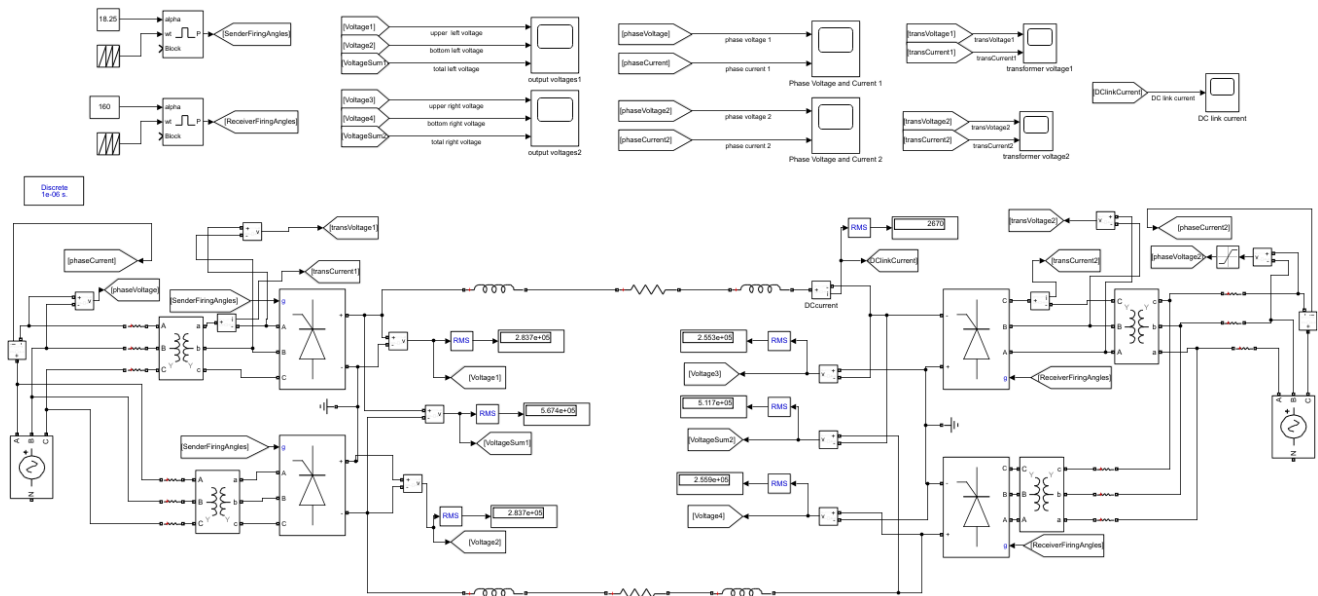 18.25
alpha
wt
Block
P
[SenderFiringAngles]
160
alpha
wt
Block
P
[ReceiverFiringAngles]
[Voltage1]
upper left voltage
[Voltage2]
bottom left voltage
[VoltageSum1]
total left voltage
output voltages1
[Voltage3]
upper right voltage
[Voltage4]
bottom right voltage
[VoltageSum2]
total right voltage
output voltages2
[phaseVoltage]
phase voltage 1
[phaseCurrent]
phase current 1
Phase Voltage and Current 1
[phaseVoltage2]
phase voltage 2
[phaseCurrent2]
phase current 2
Phase Voltage and Current 2
[transVoltage1]
transVoltage1
[transCurrent1]
transCurrent1
transformer voltage1
[transVoltage2]
transVotage2
[transCurrent2]
transCurrent2
transformer voltage2
[DClinkCurrent]
DC link current
DC link current
Discrete
1e-06 s.
[phaseCurrent]
[phaseVoltage]
[transVoltage1]
[transCurrent1]
[SenderFiringAngles]
g
A
B
C
+
-
A
B
C
a
b
c
Y
Y
v
RMS
2.837e+05
[Voltage1]
v
RMS
5.674e+05
[VoltageSum1]
[SenderFiringAngles]
g
A
B
C
+
-
A
B
C
a
b
c
Y
Y
v
RMS
2.837e+05
[Voltage2]
A
B
C
N
RMS
2670
DClinkCurrent]
DCcurrent
2.553e+05
RMS
[Voltage3]
v
5.117e+05
RMS
[VoltageSum2]
v
2.559e+05
RMS
[Voltage4]
v
[transVoltage2]
v
[phaseCurrent2]
[phaseVoltage2]
v
[transCurrent2]
C
B
A
g
-
+
C
B
A
c
b
a
Y
Y
[ReceiverFiringAngles]
C
B
A
g
-
+
C
B
A
c
b
a
Y
Y
[ReceiverFiringAngles]
A
B
C
N